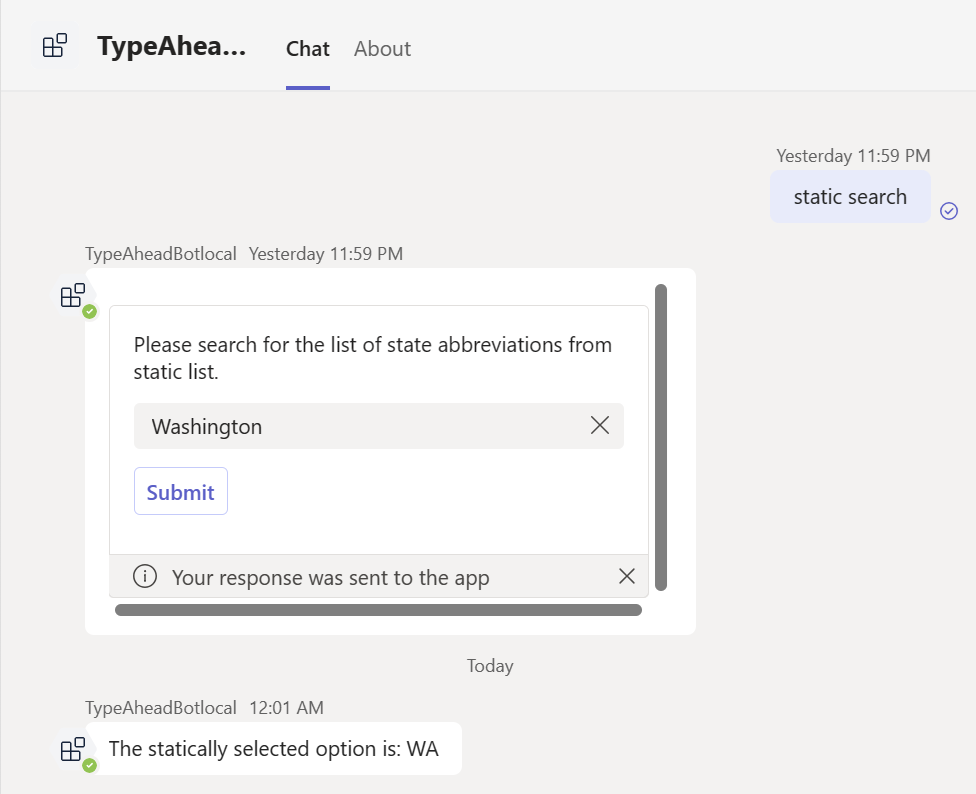 TypeAhea...
Chat
About
Yesterday 11:59 PM
static search
TypeAheadBotlocal Yesterday 11:59 PM
Please search for the list of state abbreviations from
static list.
Washington
Submit
Your response was sent to the app
Today
TypeAheadBotlocal 12:01 AM
The statically selected option is: WA